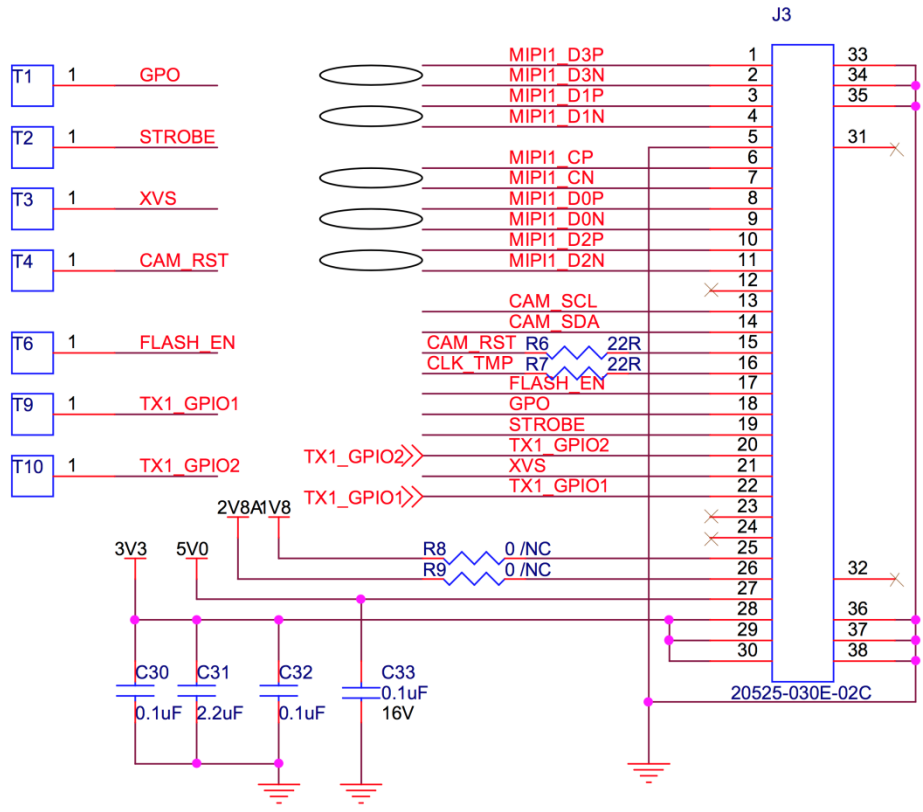 J3
T1 1 GPO
T2 1 STROBE
T3 1 XVS
T4 1 CAM_RST
T6 1 FLASH_EN
T9 1 TX1_GPIO1
T10 1 TX1_GPIO2
MIPI1_D3P 1 33
MIPI1_D3N 2 34
MIPI1_D1P 3 35
MIPI1_D1N 4
5 31
MIPI1_CP 6
MIPI1_CN 7
MIPI1_D0P 8
MIPI1_D0N 9
MIPI1_D2P 10
MIPI1_D2N 11
12
CAM_SCL 13
CAM_SDA 14
CAM_RST R6 22R 15
CLK_TMP R7 22R 16
FLASH_EN 17
GPO 18
STROBE 19
TX1_GPIO2 TX1_GPIO2 20
XVS 21
TX1_GPIO1 TX1_GPIO1 22
23
24
2V8A 1V8
3V3 5V0
R8 0 /NC 25
R9 0 /NC 26 32
27
28 36
29 37
30 38
20525-030E-02C
C30 0.1uF
C31 2.2uF
C32 0.1uF
C33 0.1uF 16V